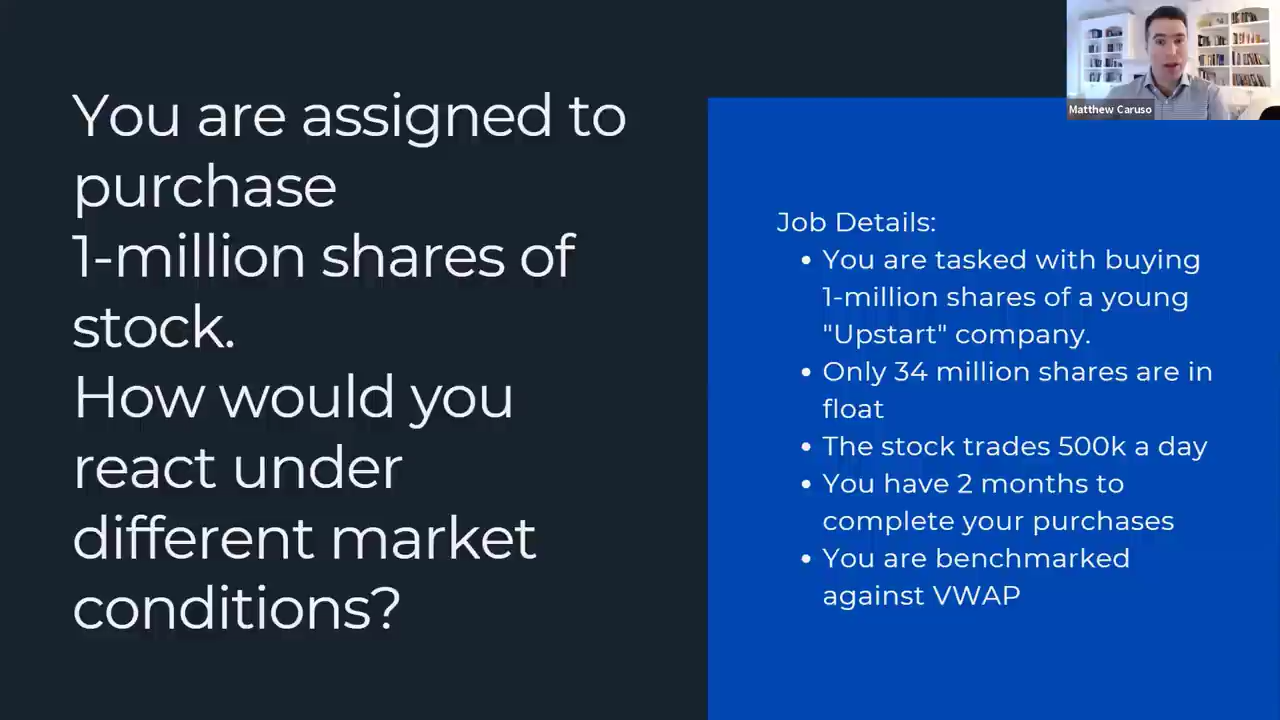 You are assigned to
purchase
1-million shares of
stock.
How would you
react under
different market
conditions?
Matthew Caruso
Job Details:
• You are tasked with buying
1-million shares of a young
"Upstart" company.
• Only 34 million shares are in
float
• The stock trades 500k a day
• You have 2 months to
complete your purchases
• You are benchmarked
against VWAP